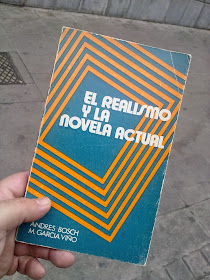 EL REALISMO
Y LA
NOVELA ACTUAL
ANDRES BOSCH
M. GARCIA VIÑO